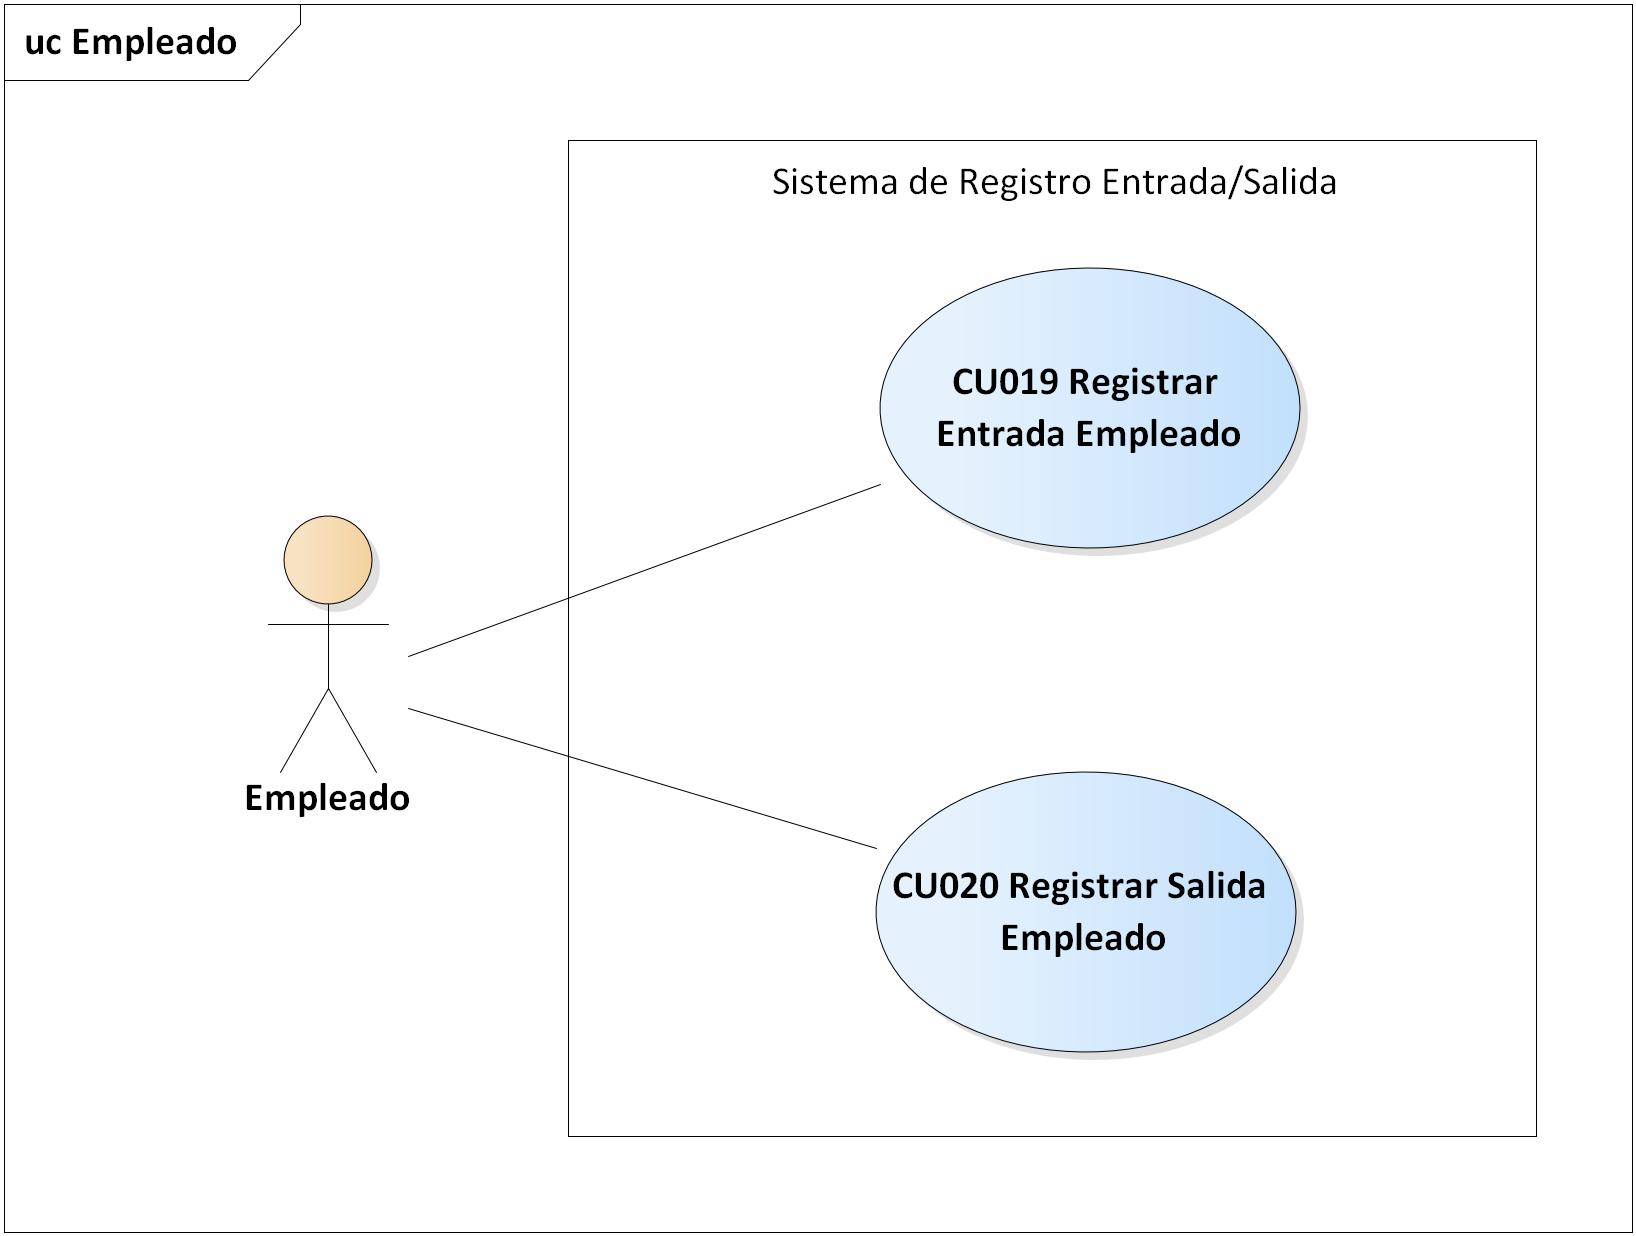 uc Empleado
Sistema de Registro Entrada/Salida
CU019 Registrar
Entrada Empleado
Empleado
CU020 Registrar Salida
Empleado